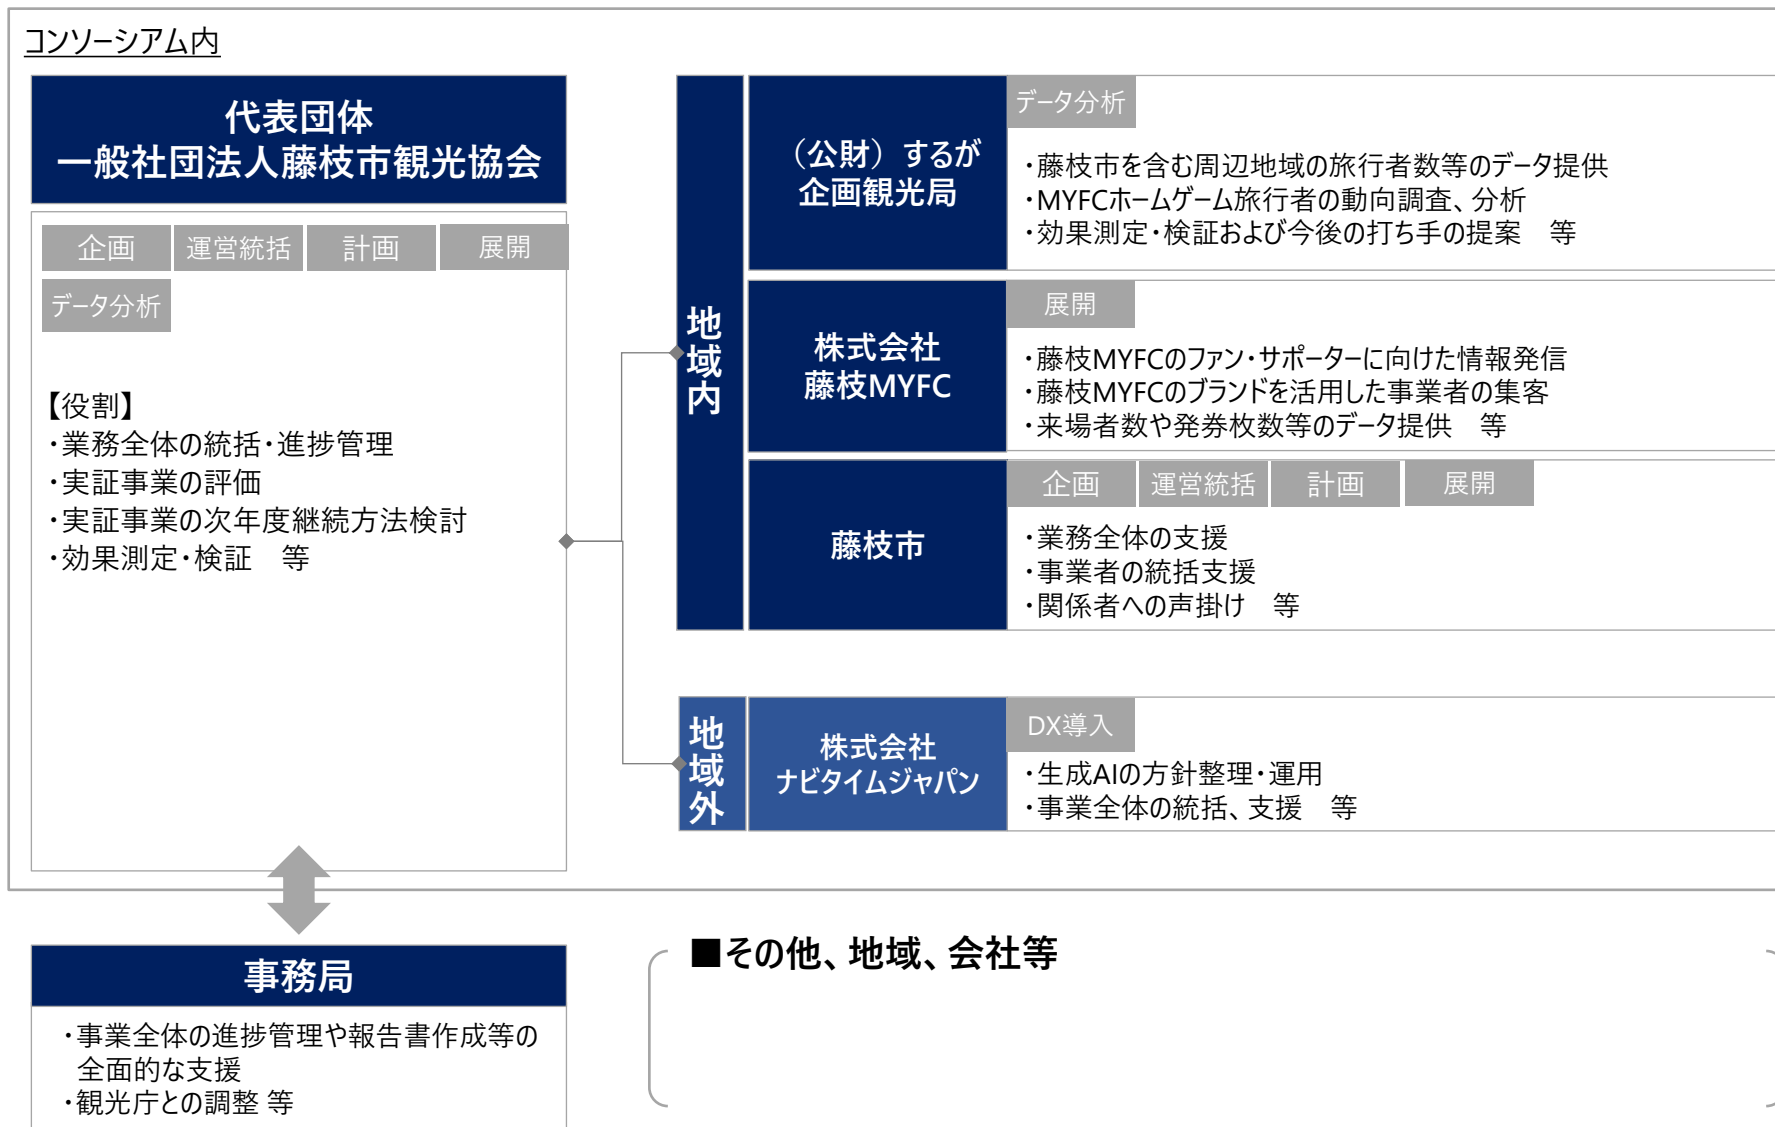 コンソーシアム内
代表団体
一般社団法人藤枝市観光協会
企画
運営統括
計画
展開
データ分析
【役割】
・業務全体の統括・進捗管理
・実証事業の評価
・実証事業の次年度継続方法検討
・効果測定・検証　等
地域内
（公財）するが
企画観光局
データ分析
・藤枝市を含む周辺地域の旅行者数等のデータ提供
・MYFCホームゲーム旅行者の動向調査、分析
・効果測定・検証および今後の打ち手の提案　等
株式会社
藤枝MYFC
展開
・藤枝MYFCのファン・サポーターに向けた情報発信
・藤枝MYFCのブランドを活用した事業者の集客
・来場者数や発券枚数等のデータ提供　等
藤枝市
企画
運営統括
計画
展開
・業務全体の支援
・事業者の統括支援
・関係者への声掛け　等
地域外
株式会社
ナビタイムジャパン
DX導入
・生成AIの方針整理・運用
・事業全体の統括、支援　等
事務局
・事業全体の進捗管理や報告書作成等の
全面的な支援
・観光庁との調整 等
■その他、地域、会社等